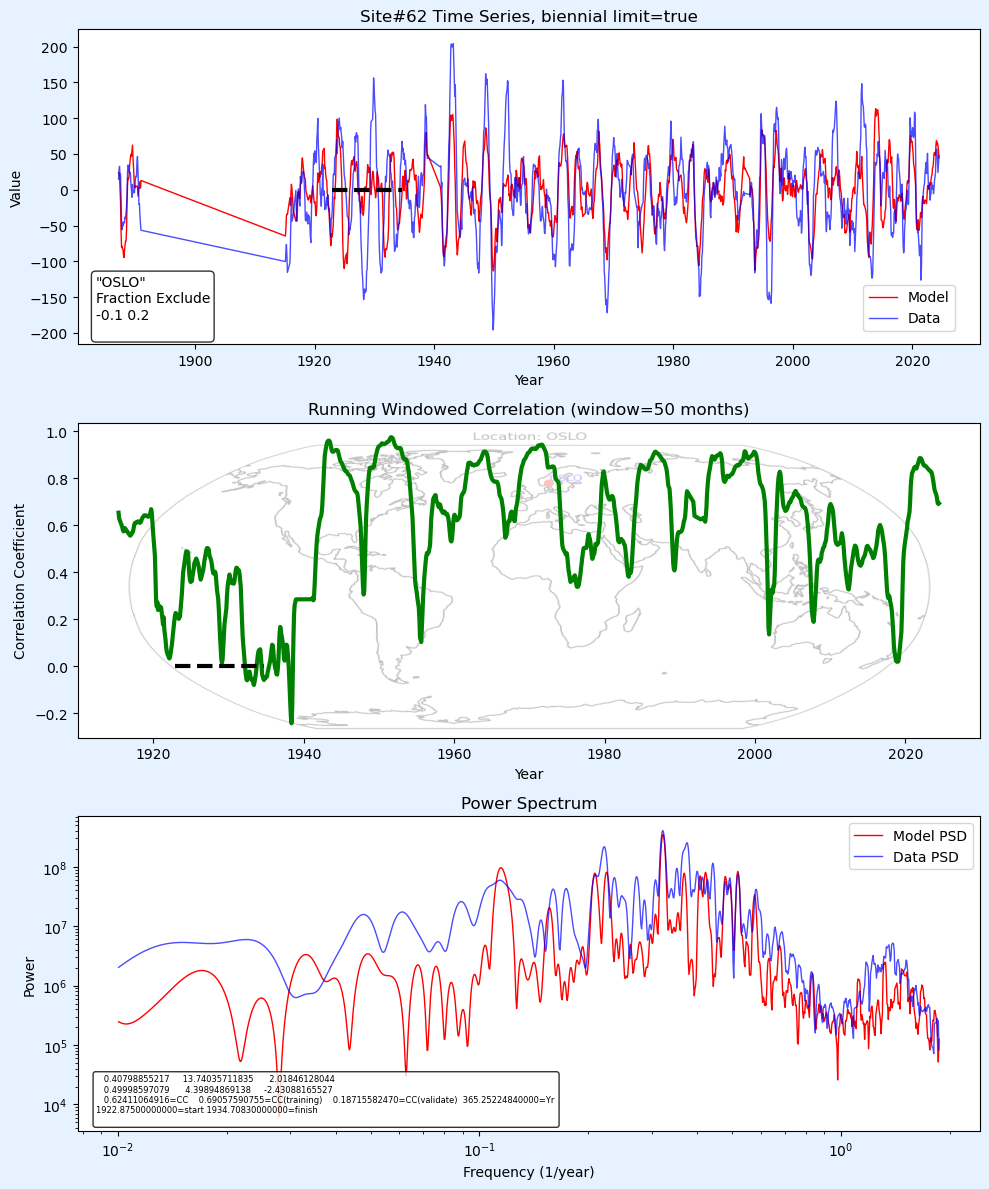 Site#62 Time Series, biennial limit=true
200
150
100
50
0
−50
−100
−150
−200
Value
"OSLO"
Fraction Exclude
-0.1 0.2
Model
Data
1900
1920
1940
1960
1980
2000
2020
Year
Running Windowed Correlation (window=50 months)
1.0
0.8
0.6
0.4
0.2
0.0
−0.2
Correlation Coefficient
Location: OSLO
1920
1940
1960
1980
2000
2020
Year
Power Spectrum
10⁸
10⁷
10⁶
10⁵
10⁴
Power
Model PSD
Data PSD
0.40798855217 13.74035711835 2.01846128044
0.49998597079 4.39894869138 -2.43088165527
0.62411064916=CC 0.69057590755=CC(training) 0.18715582470=CC(validate) 365.25224840000=Yr
1922.87500000000=start 1934.70830000000=finish
10⁻²
10⁻¹
10⁰
Frequency (1/year)